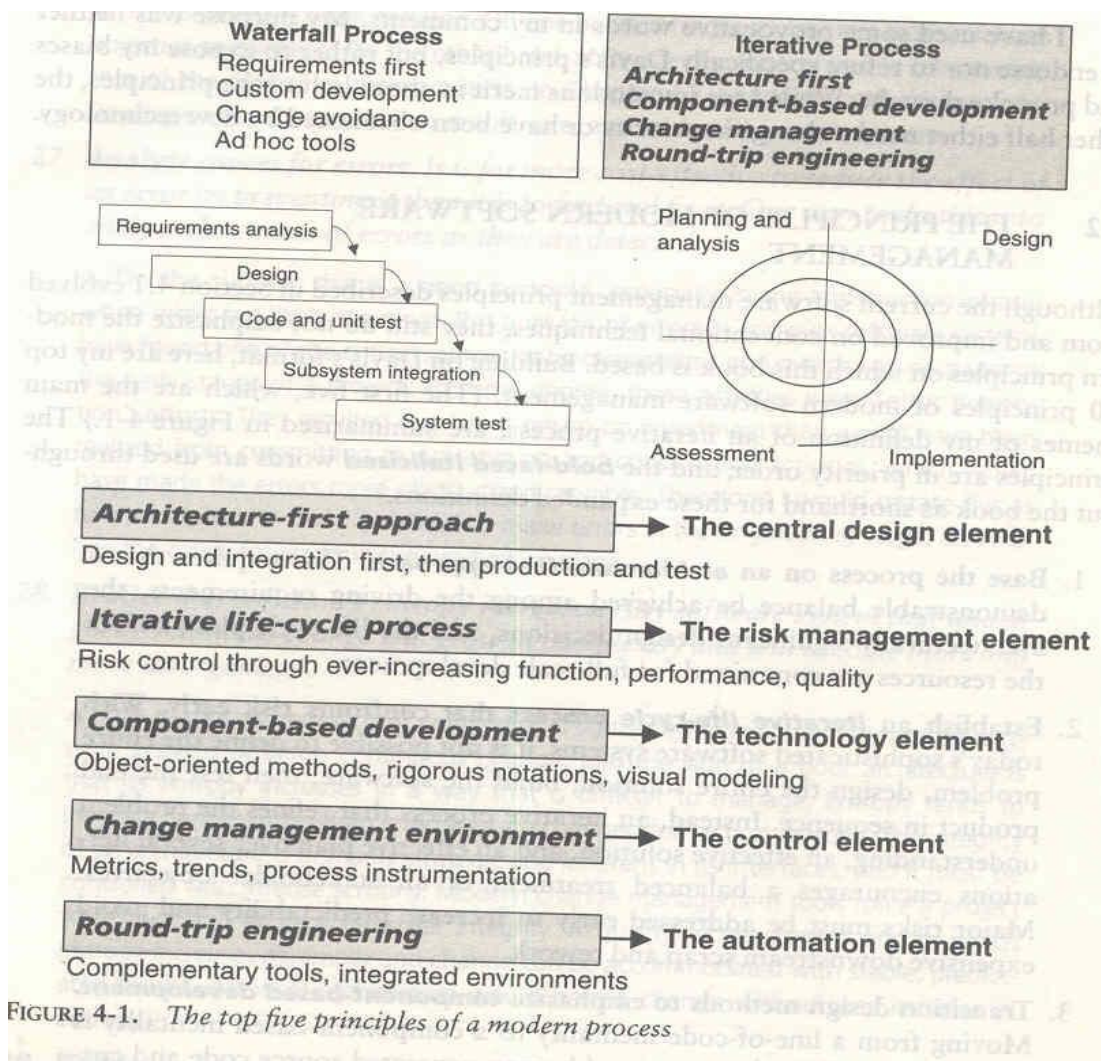 Waterfall Process
Requirements first
Custom development
Change avoidance
Ad hoc tools
Iterative Process
Architecture first
Component-based development
Change management
Round-trip engineering
Requirements analysis
Design
Code and unit test
Subsystem integration
System test
Planning and
analysis
Design
Assessment
Implementation
Architecture-first approach
The central design element
Design and integration first, then production and test
Iterative life-cycle process
The risk management element
Risk control through ever-increasing function, performance, quality
Component-based development
The technology element
Object-oriented methods, rigorous notations, visual modeling
Change management environment
The control element
Metrics, trends, process instrumentation
Round-trip engineering
The automation element
Complementary tools, integrated environments
FIGURE 4-1. The top five principles of a modern process